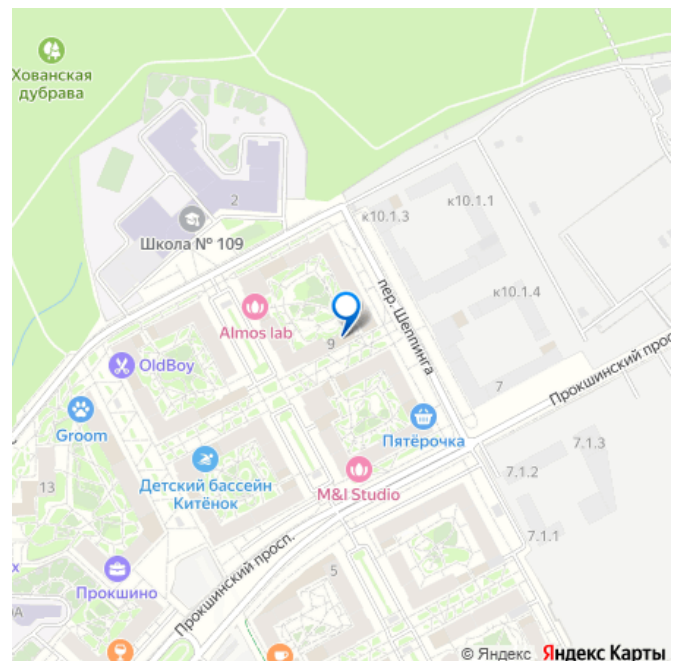 Хованская
дубрава
2
Школа № 109
к10.1.3
к10.1.1
к10.1.4
пер. Шеппинга
Almos lab
9
OldBoy
7
Прокшинский прос
Groom
Пятёрочка
7.1.3
7.1.2
7.1.1
Детский бассейн
Китёнок
M&I Studio
13
Прокшинский просп.
х
Прокшино
5
0А
© Яндекс Яндекс Карты